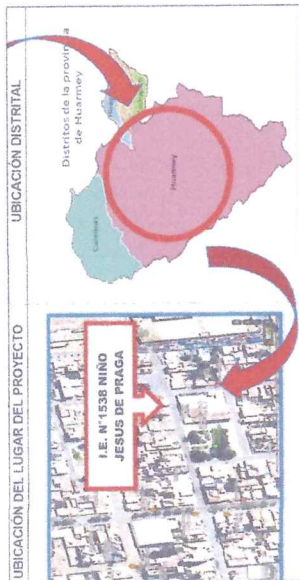 UBICACIÓN DEL LUGAR DEL PROYECTO
UBICACIÓN DISTRITAL
I.E. N°1538 NIÑO
JESUS DE PRAGA
Distritos de la provincia
de Huarmey
Culebras
Huarmey